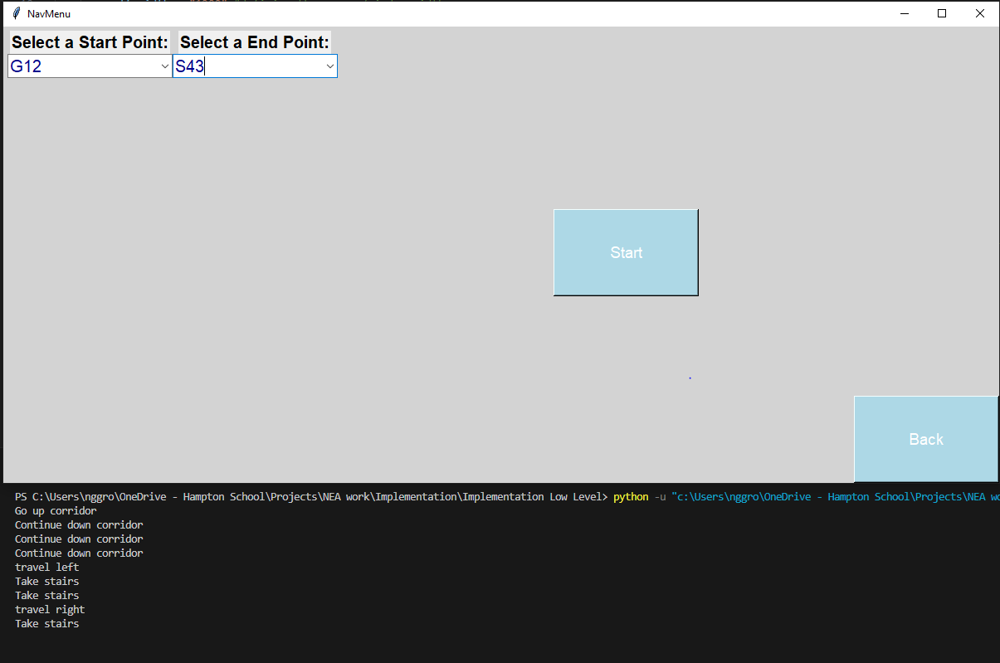 NavMenu
Select a Start Point: Select a End Point:
G12 S43
Start
Back
PS C:\Users\nggro\OneDrive - Hampton School\Projects\NEA work\Implementation\Implementation Low Level> python -u "c:\Users\nggro\OneDrive - Hampton School\Projects\NEA wo
Go up corridor
Continue down corridor
Continue down corridor
Continue down corridor
travel left
Take stairs
Take stairs
travel right
Take stairs